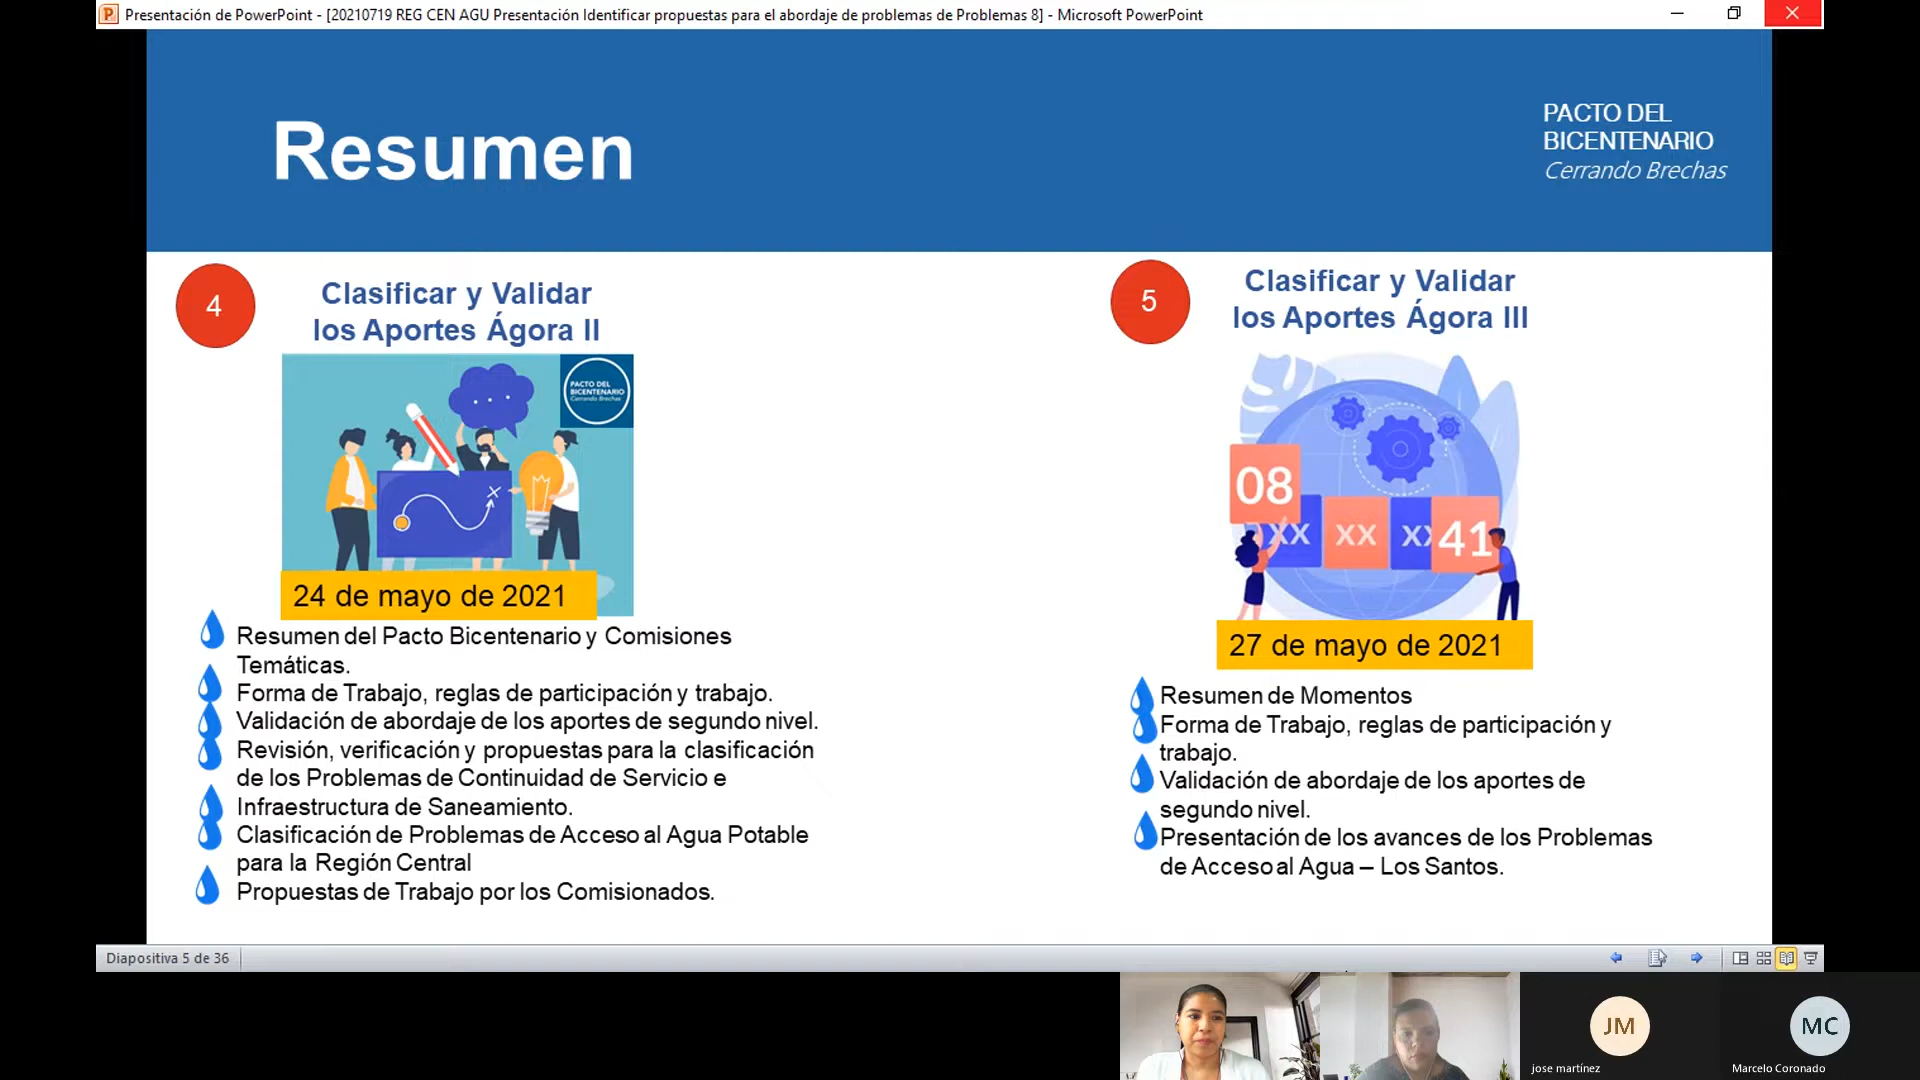 Presentación de PowerPoint - [20210719 REG CEN AGU Presentación Identificar propuestas para el abordaje de problemas de Problemas 8] - Microsoft PowerPoint
Resumen
PACTO DEL
BICENTENARIO
Cerrando Brechas
4
Clasificar y Validar
los Aportes Ágora II
PACTO DEL
BICENTENARIO
Cerrando Brechas
24 de mayo de 2021
Resumen del Pacto Bicentenario y Comisiones
Temáticas.
Forma de Trabajo, reglas de participación y trabajo.
Validación de abordaje de los aportes de segundo nivel.
Revisión, verificación y propuestas para la clasificación
de los Problemas de Continuidad de Servicio e
Infraestructura de Saneamiento.
Clasificación de Problemas de Acceso al Agua Potable
para la Región Central
Propuestas de Trabajo por los Comisionados.
5
Clasificar y Validar
los Aportes Ágora III
08
XX XX XX 41
27 de mayo de 2021
Resumen de Momentos
Forma de Trabajo, reglas de participación y
trabajo.
Validación de abordaje de los aportes de
segundo nivel.
Presentación de los avances de los Problemas
de Acceso al Agua – Los Santos.
Diapositiva 5 de 36
JM
jose martínez
MC
Marcelo Coronado